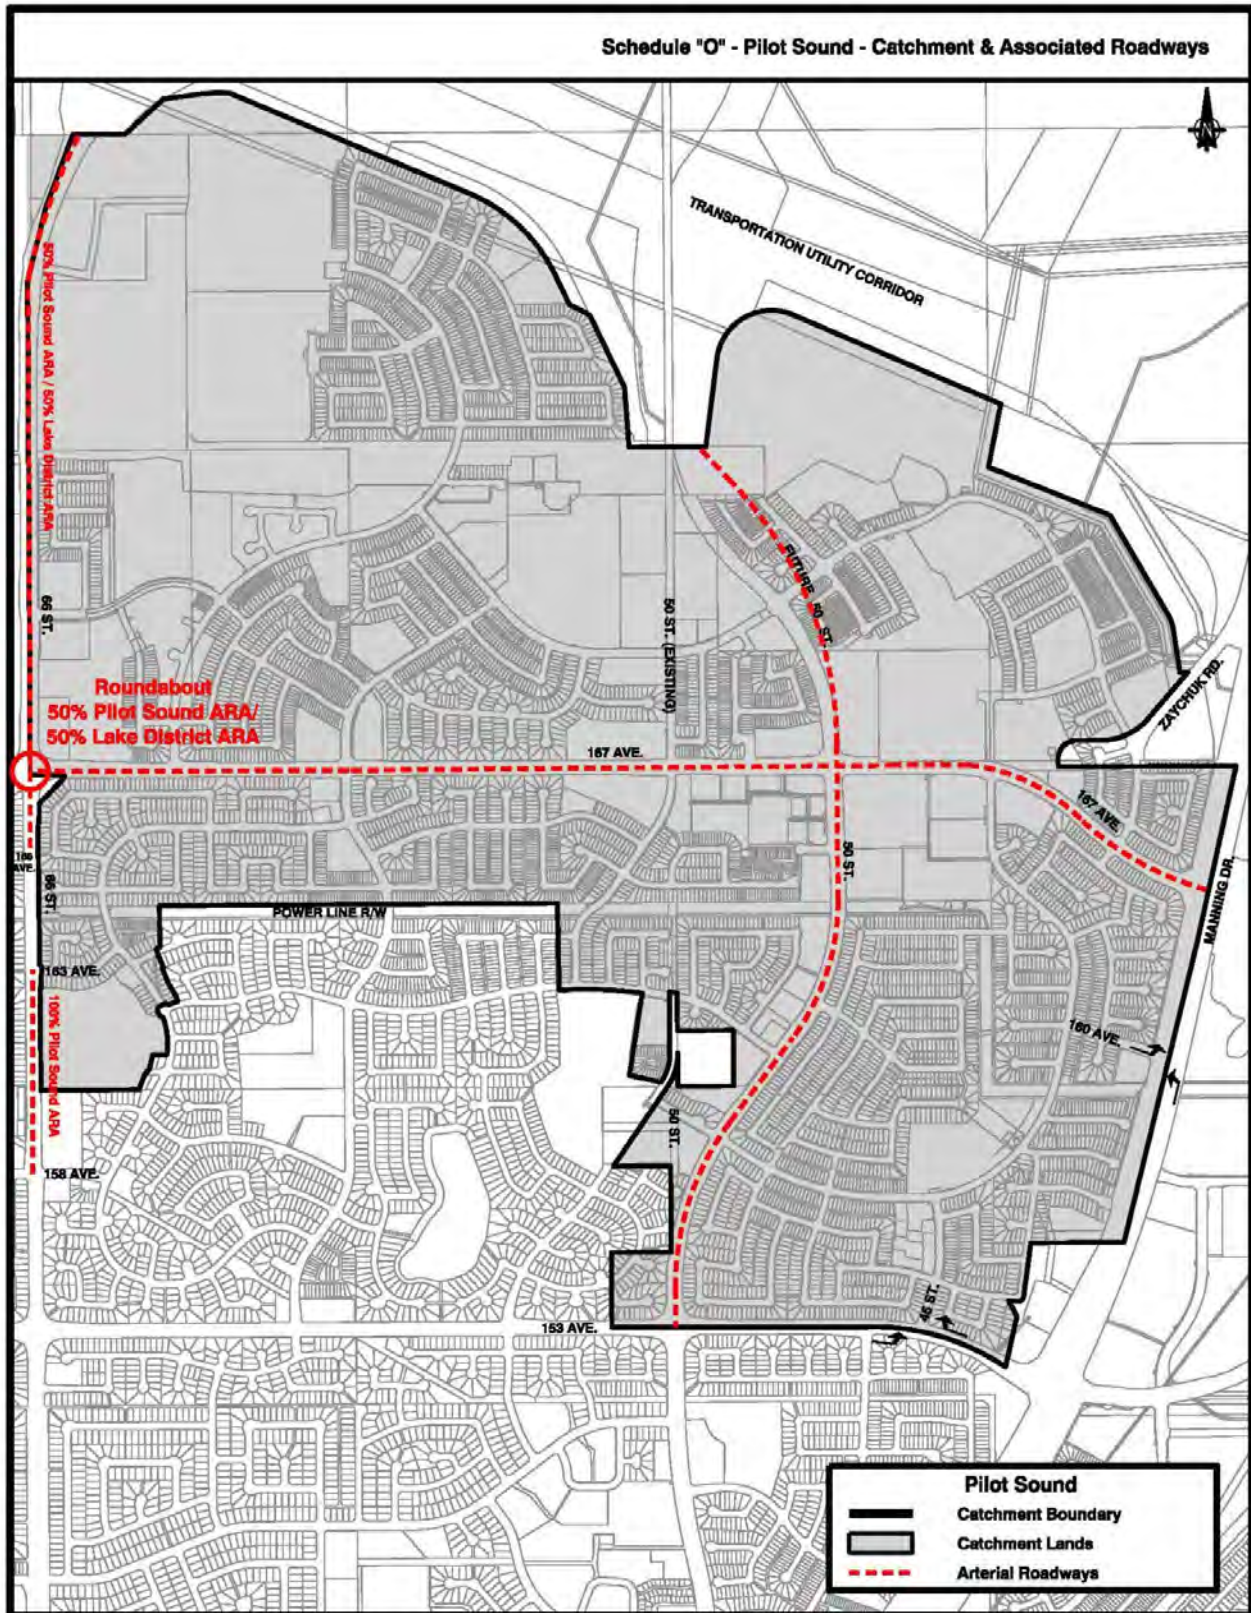 Schedule "O" - Pilot Sound - Catchment & Associated Roadways
N
TRANSPORTATION UTILITY CORRIDOR
50% Pilot Sound ARA / 50% Lake District ARA
FUTURE 50 ST.
66 ST.
50 ST. (EXISTING)
ZAYCHUK RD.
Roundabout
50% Pilot Sound ARA/
50% Lake District ARA
167 AVE.
167 AVE.
50 ST.
MANNING DR.
AVE.
66 ST.
POWER LINE R/W
163 AVE.
100% Pilot Sound ARA
160 AVE.
50 ST.
158 AVE.
46 ST.
153 AVE.
Pilot Sound
Catchment Boundary
Catchment Lands
Arterial Roadways